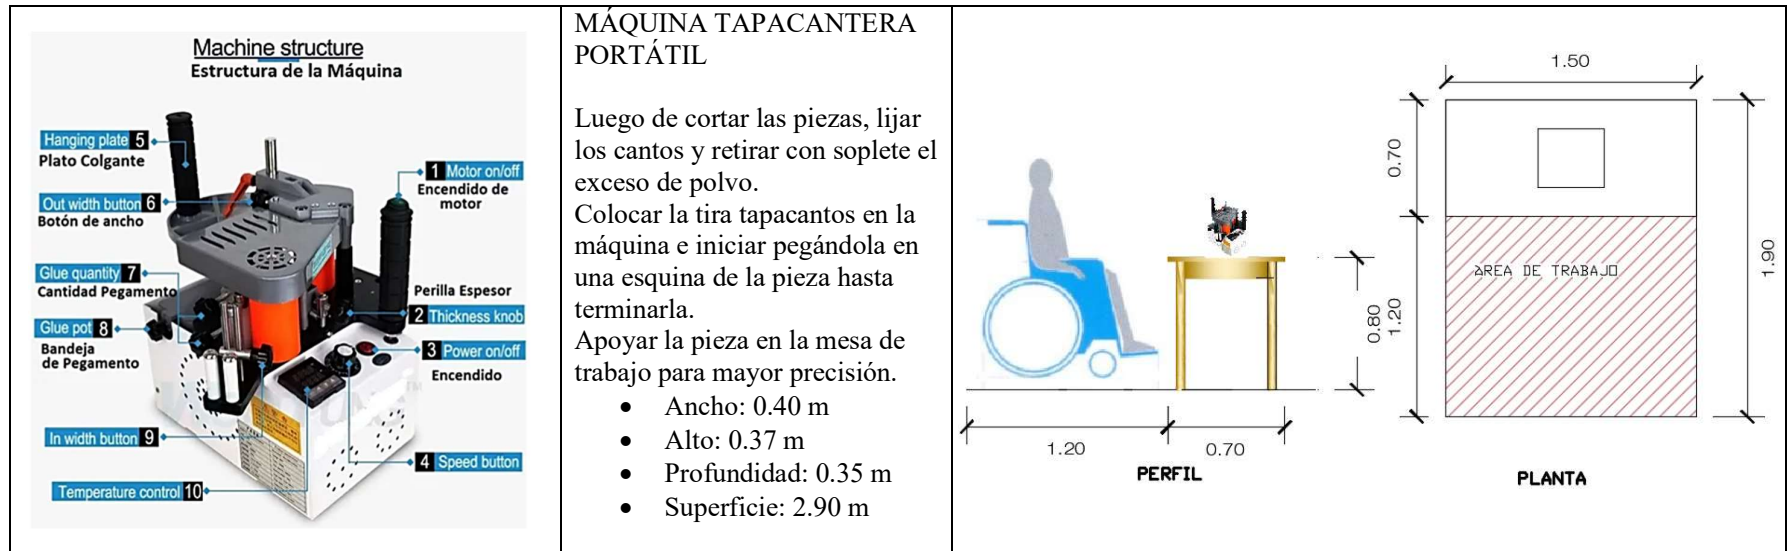 Machine structure
Estructura de la Máquina
Hanging plate 5
Plato Colgante
Out width button 6
Botón de ancho
Glue quantity 7
Cantidad Pegamento
Glue pot 8
Bandeja
de Pegamento
In width button 9
Temperature control 10
1 Motor on/off
Encendido de
motor
Perilla Espesor
2 Thickness knob
3 Power on/off
Encendido
4 Speed button
MÁQUINA TAPACANTERA
PORTÁTIL
Luego de cortar las piezas, lijar
los cantos y retirar con soplete el
exceso de polvo.
Colocar la tira tapacantos en la
máquina e iniciar pegándola en
una esquina de la pieza hasta
terminarla.
Apoyar la pieza en la mesa de
trabajo para mayor precisión.
• Ancho: 0.40 m
• Alto: 0.37 m
• Profundidad: 0.35 m
• Superficie: 2.90 m
0.80
1.20
0.70
PERFIL
1.50
0.70
1.20
1.90
AREA DE TRABAJO
PLANTA